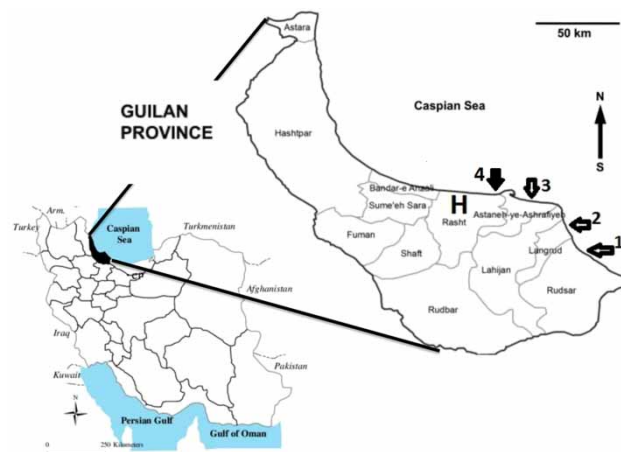 Astara
50 km
GUILAN
PROVINCE
Caspian Sea
N
S
Hashtpar
4
3
Bandar-e Anzali
Sume'eh Sara
H
Rasht
Astaneh-ye-Ashrafiyeh
2
Fuman
Shaft
Langrud
1
Lahijan
Rudsar
Rudbar
Arm.
Turkey
Caspian
Sea
Turkmenistan
Afghanistan
Iraq
Pakistan
Kuwait
N
Persian Gulf
Gulf of Oman
0
250 Kilometers